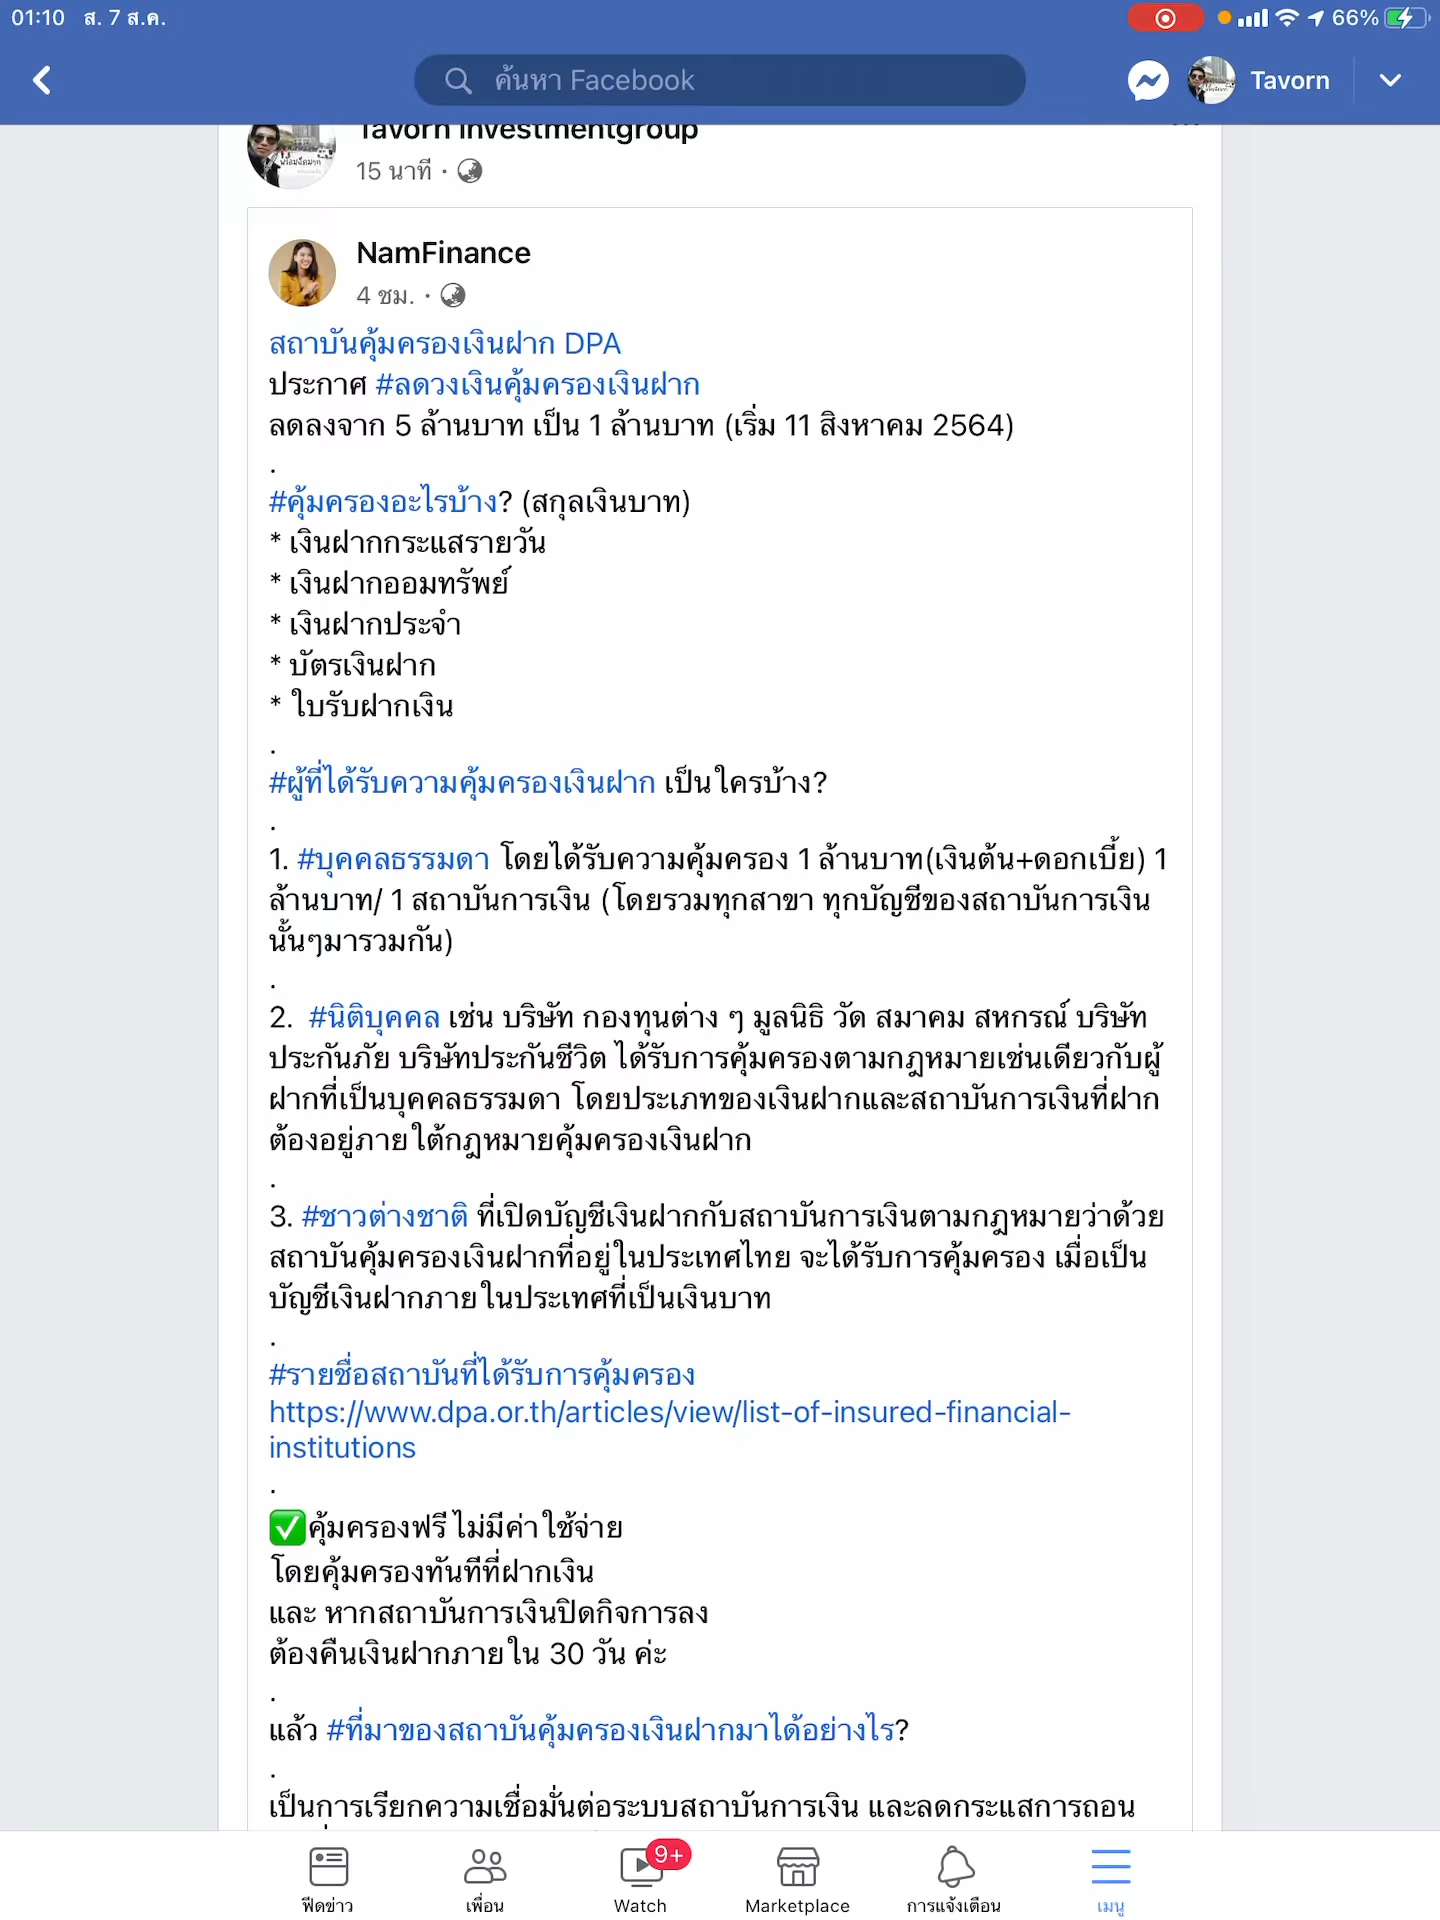 01:10 ส. 7 ส.ค.
66%
ค้นหา Facebook
Tavorn
Tavorn Investmentgroup
15 นาที ·
NamFinance
4 ชม. ·
สถาบันคุ้มครองเงินฝาก DPA
ประกาศ #ลดวงเงินคุ้มครองเงินฝาก
ลดลงจาก 5 ล้านบาท เป็น 1 ล้านบาท (เริ่ม 11 สิงหาคม 2564)
.
#คุ้มครองอะไรบ้าง? (สกุลเงินบาท)
* เงินฝากกระแสรายวัน
* เงินฝากออมทรัพย์
* เงินฝากประจำ
* บัตรเงินฝาก
* ใบรับฝากเงิน
.
#ผู้ที่ได้รับความคุ้มครองเงินฝาก เป็นใครบ้าง?
.
1. #บุคคลธรรมดา โดยได้รับความคุ้มครอง 1 ล้านบาท(เงินต้น+ดอกเบี้ย) 1
ล้านบาท/ 1 สถาบันการเงิน (โดยรวมทุกสาขา ทุกบัญชีของสถาบันการเงิน
นั้นๆมารวมกัน)
.
2. #นิติบุคคล เช่น บริษัท กองทุนต่าง ๆ มูลนิธิ วัด สมาคม สหกรณ์ บริษัท
ประกันภัย บริษัทประกันชีวิต ได้รับการคุ้มครองตามกฎหมายเช่นเดียวกับผู้
ฝากที่เป็นบุคคลธรรมดา โดยประเภทของเงินฝากและสถาบันการเงินที่ฝาก
ต้องอยู่ภายใต้กฎหมายคุ้มครองเงินฝาก
.
3. #ชาวต่างชาติ ที่เปิดบัญชีเงินฝากกับสถาบันการเงินตามกฎหมายว่าด้วย
สถาบันคุ้มครองเงินฝากที่อยู่ในประเทศไทย จะได้รับการคุ้มครอง เมื่อเป็น
บัญชีเงินฝากภายในประเทศที่เป็นเงินบาท
.
#รายชื่อสถาบันที่ได้รับการคุ้มครอง
https://www.dpa.or.th/articles/view/list-of-insured-financial-
institutions
.
✅คุ้มครองฟรี ไม่มีค่าใช้จ่าย
โดยคุ้มครองทันทีที่ฝากเงิน
และ หากสถาบันการเงินปิดกิจการลง
ต้องคืนเงินฝากภายใน 30 วัน ค่ะ
.
แล้ว #ที่มาของสถาบันคุ้มครองเงินฝากมาได้อย่างไร?
.
เป็นการเรียกความเชื่อมั่นต่อระบบสถาบันการเงิน และลดกระแสการถอน
9+
ฟีดข่าว
เพื่อน
Watch
Marketplace
การแจ้งเตือน
เมนู